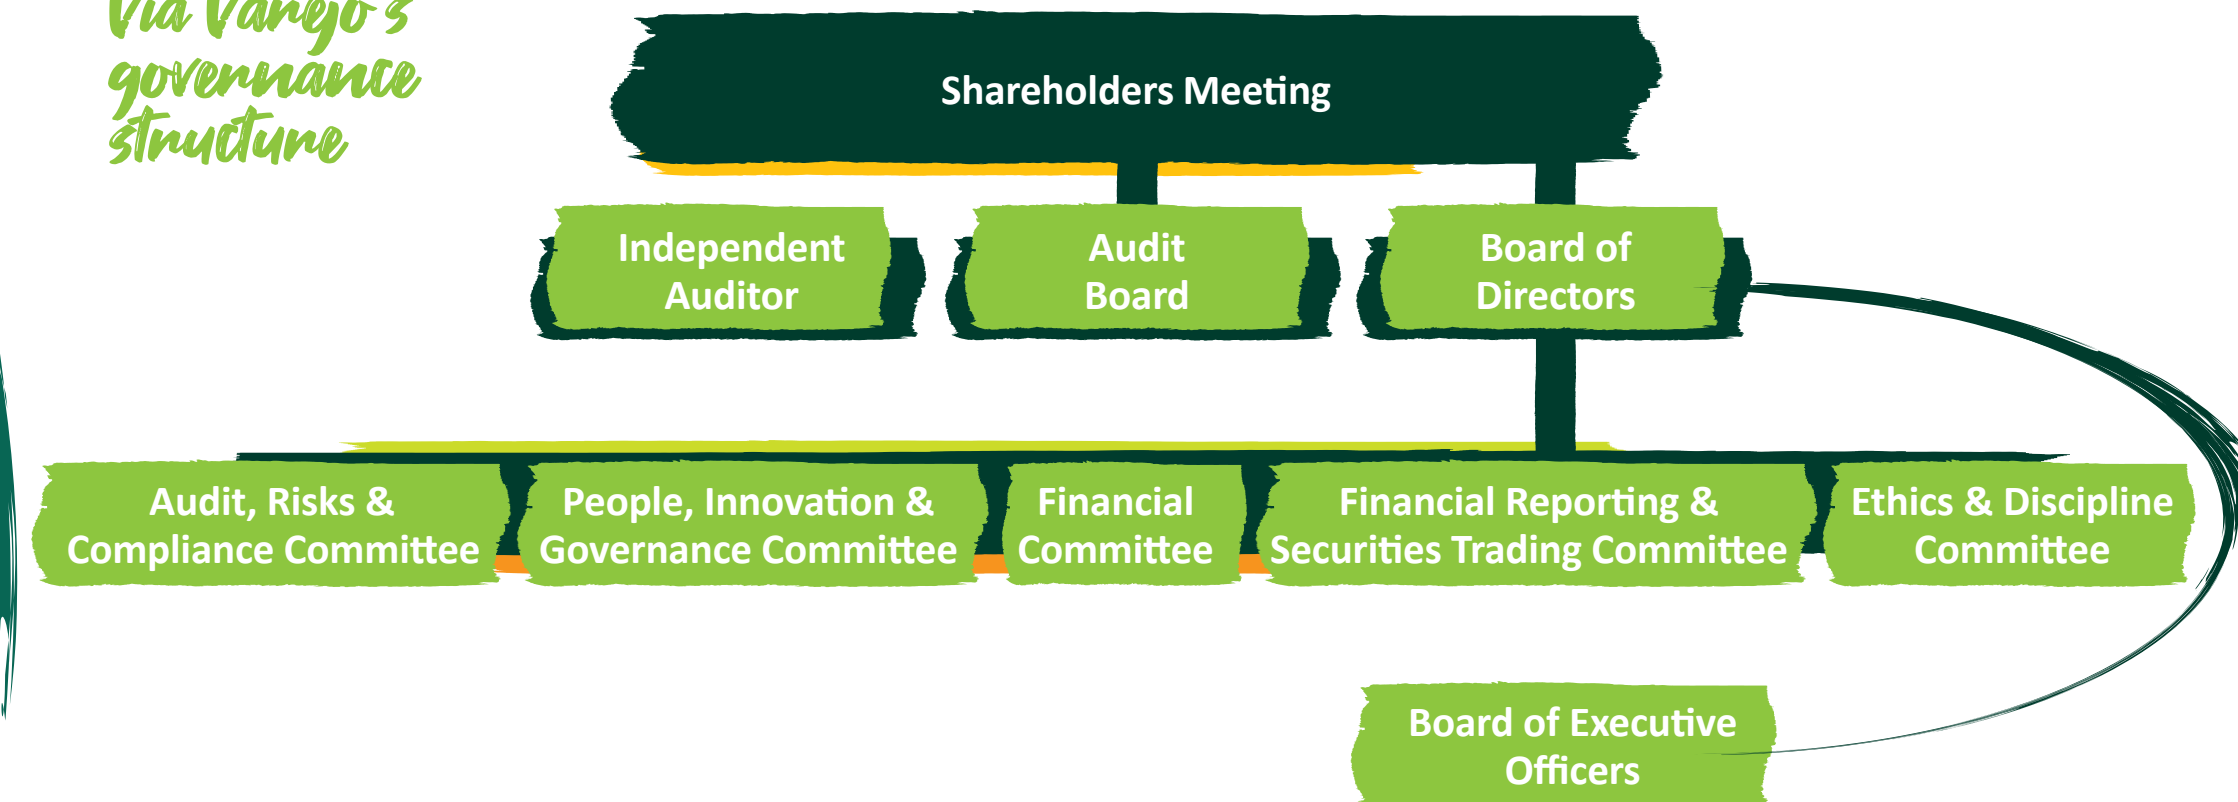 Via Varejo's
governance
structure
Shareholders Meeting
Independent
Auditor
Audit
Board
Board of
Directors
Audit, Risks &
Compliance Committee
People, Innovation &
Governance Committee
Financial
Committee
Financial Reporting &
Securities Trading Committee
Ethics & Discipline
Committee
Board of Executive
Officers